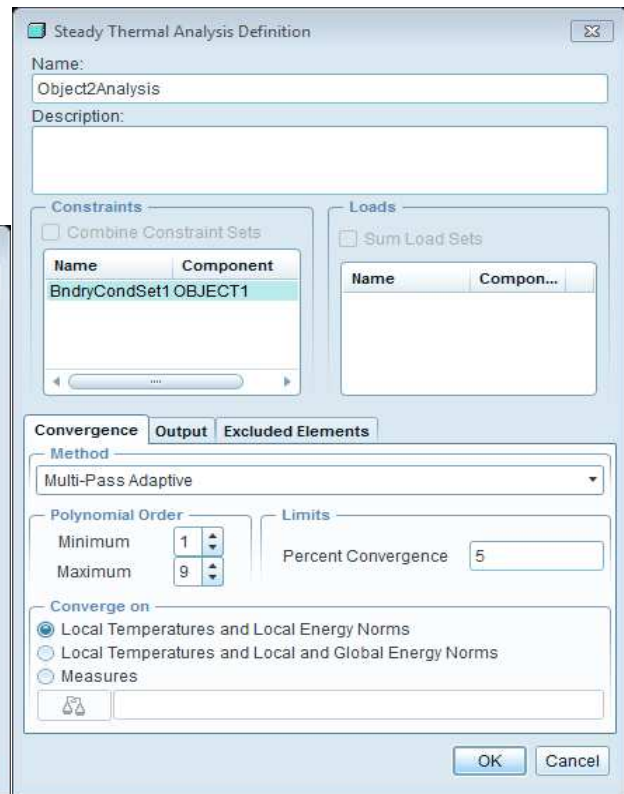 Steady Thermal Analysis Definition
Name:
Object2Analysis
Description:
Constraints
Combine Constraint Sets
Name Component
BndryCondSet1 OBJECT1
Loads
Sum Load Sets
Name Compon...
Convergence Output Excluded Elements
Method
Multi-Pass Adaptive
Polynomial Order
Minimum 1
Maximum 9
Limits
Percent Convergence 5
Converge on
Local Temperatures and Local Energy Norms
Local Temperatures and Local and Global Energy Norms
Measures
OK Cancel